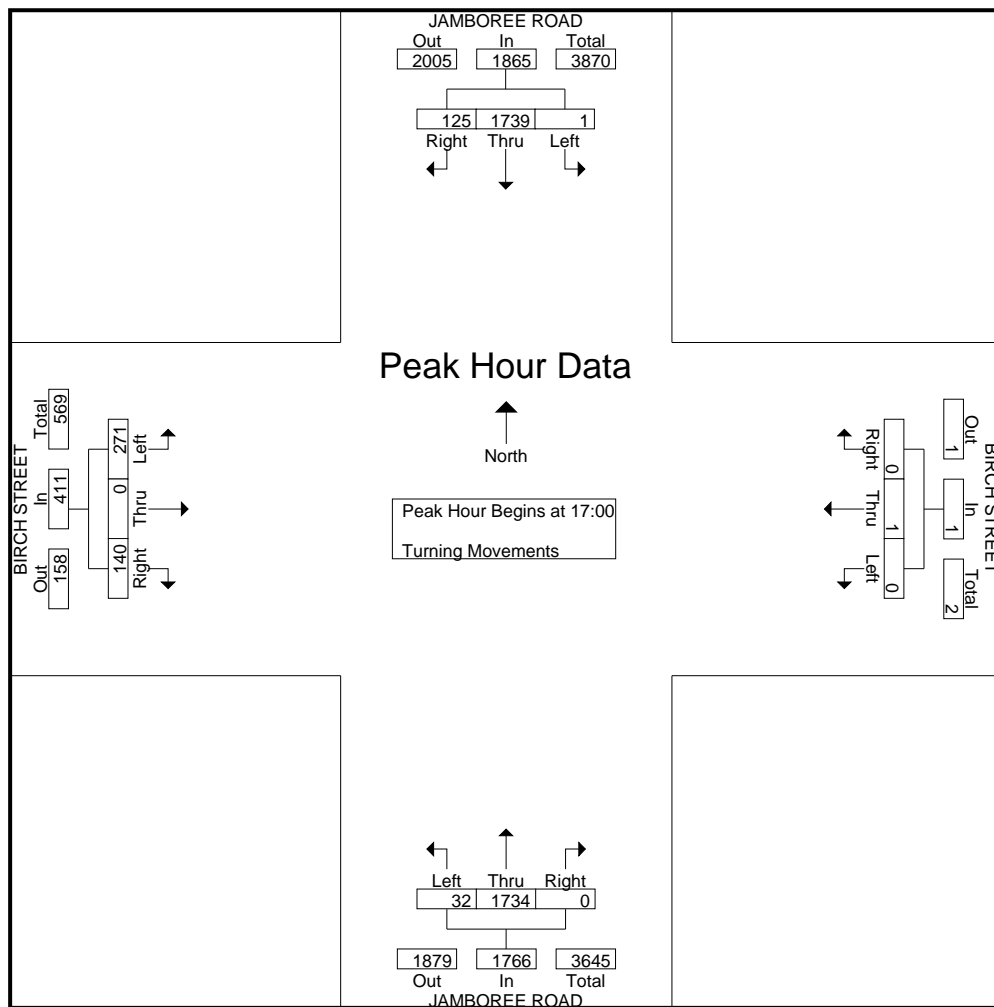 JAMBOREE ROAD
Out In Total
2005 1865 3870
125 1739 1
Right Thru Left
Peak Hour Data
North
Peak Hour Begins at 17:00
Turning Movements
BIRCH STREET
Total In Out
569 411 158
271 0 140
Left Thru Right
Right Thru Left
0 1 0
Out In Total
1 1 2
BIRCH STREET
Left Thru Right
32 1734 0
1879 1766 3645
Out In Total
JAMBOREE ROAD